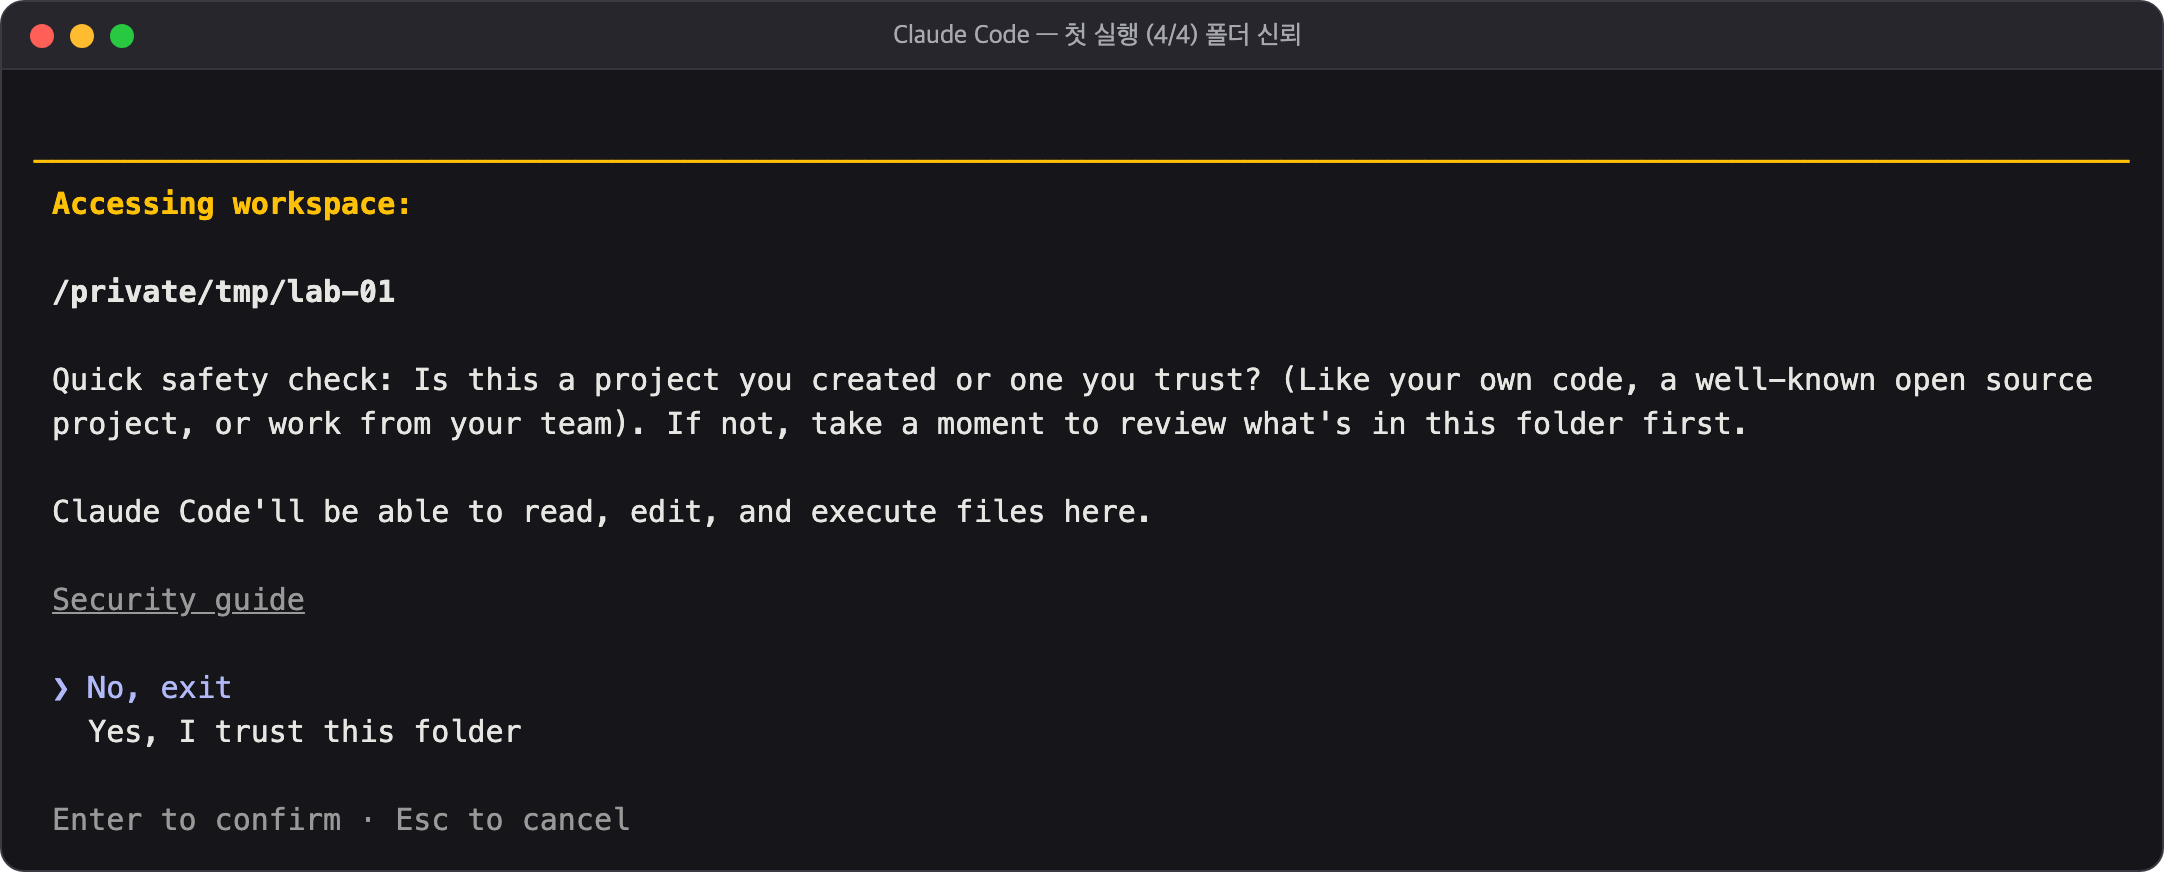 Claude Code — 첫 실행 (4/4) 폴더 신뢰
Accessing workspace:
/private/tmp/lab-01
Quick safety check: Is this a project you created or one you trust? (Like your own code, a well-known open source
project, or work from your team). If not, take a moment to review what's in this folder first.
Claude Code'll be able to read, edit, and execute files here.
Security guide
❯ No, exit
Yes, I trust this folder
Enter to confirm · Esc to cancel